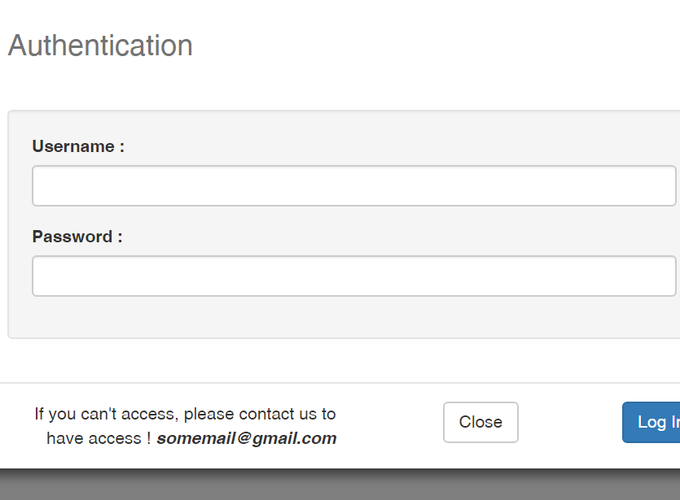 Authentication
Username :
Password :
If you can't access, please contact us to
have access ! somemail@gmail.com
Close
Log In